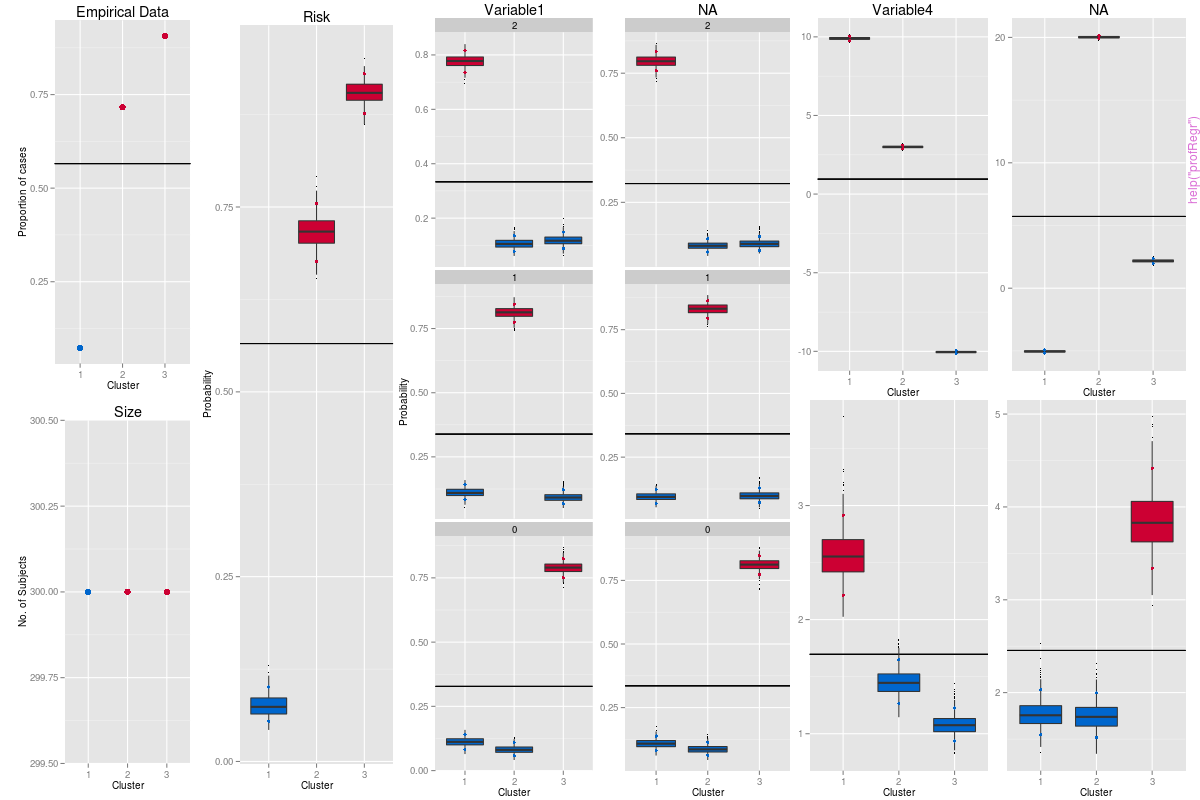 Empirical Data
Proportion of cases
0.75
0.50
0.25
1 2 3
Cluster
Size
No. of Subjects
300.50
300.25
300.00
299.75
299.50
1 2 3
Cluster
Risk
Probability
0.75
0.50
0.25
0.00
1 2 3
Cluster
Variable1
Probability
2
0.8
0.6
0.4
0.2
1
0.75
0.50
0.25
0
0.75
0.50
0.25
0.00
1 2 3
Cluster
NA
2
0.75
0.50
0.25
1
0.75
0.50
0.25
0
0.75
0.50
0.25
1 2 3
Cluster
Variable4
10
5
0
-5
-10
1 2 3
Cluster
3
2
1
1 2 3
Cluster
NA
20
10
0
1 2 3
Cluster
5
4
3
2
1 2 3
Cluster
help("profRegr")